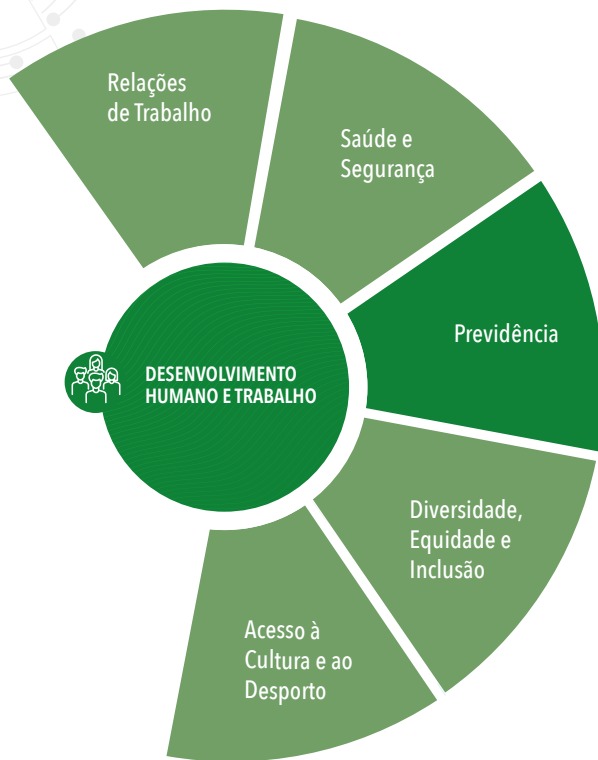 Relações
de Trabalho
Saúde e
Segurança
Previdência
DESENVOLVIMENTO
HUMANO E TRABALHO
Diversidade,
Equidade e
Inclusão
Acesso à
Cultura e ao
Desporto